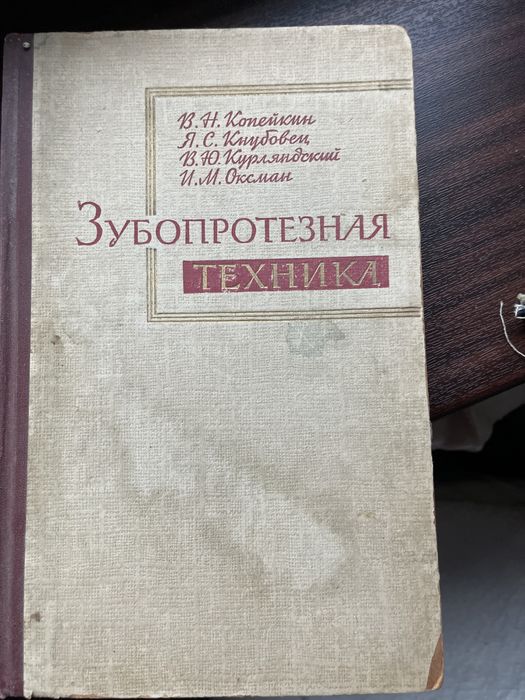 В. Н. Копейкин
Я. С. Кнубовец
В. Ю. Курляндский
И. М. Оксман
Зубопротезная
техника